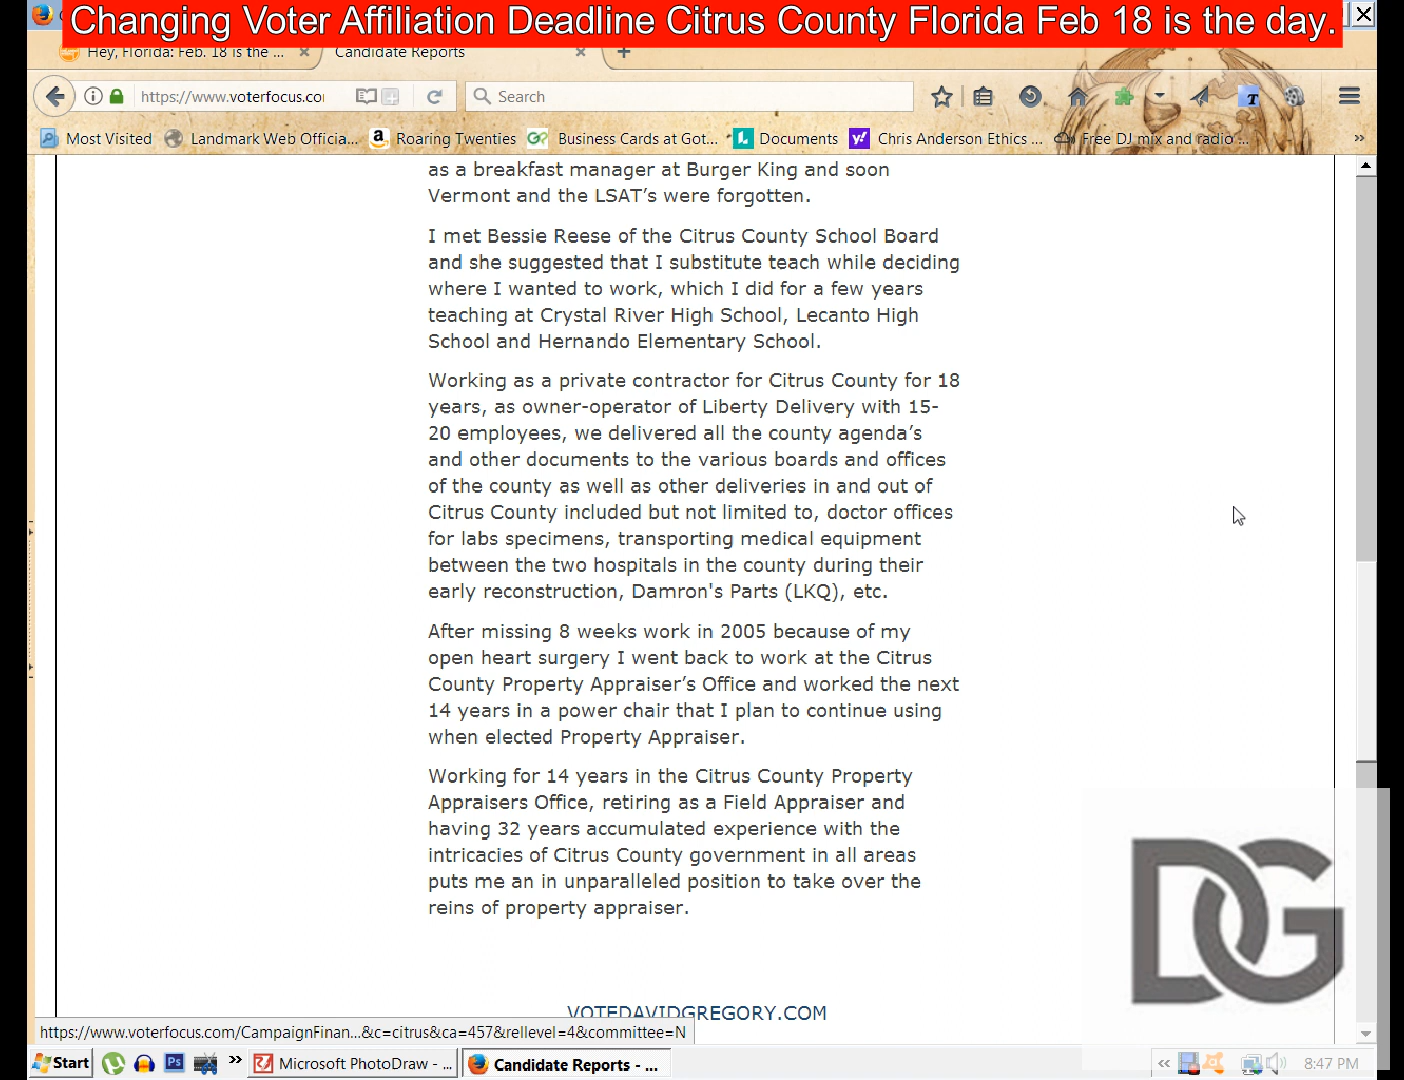 Changing Voter Affiliation Deadline Citrus County Florida Feb 18 is the day.
Hey, Florida: Feb. 18 is the ...
Candidate Reports
https://www.voterfocus.co
Search
Most Visited
Landmark Web Officia...
Roaring Twenties
Business Cards at Got...
Documents
Chris Anderson Ethics ...
Free DJ mix and radio ...
as a breakfast manager at Burger King and soon
Vermont and the LSAT’s were forgotten.
I met Bessie Reese of the Citrus County School Board
and she suggested that I substitute teach while deciding
where I wanted to work, which I did for a few years
teaching at Crystal River High School, Lecanto High
School and Hernando Elementary School.
Working as a private contractor for Citrus County for 18
years, as owner-operator of Liberty Delivery with 15-
20 employees, we delivered all the county agenda’s
and other documents to the various boards and offices
of the county as well as other deliveries in and out of
Citrus County included but not limited to, doctor offices
for labs specimens, transporting medical equipment
between the two hospitals in the county during their
early reconstruction, Damron's Parts (LKQ), etc.
After missing 8 weeks work in 2005 because of my
open heart surgery I went back to work at the Citrus
County Property Appraiser’s Office and worked the next
14 years in a power chair that I plan to continue using
when elected Property Appraiser.
Working for 14 years in the Citrus County Property
Appraisers Office, retiring as a Field Appraiser and
having 32 years accumulated experience with the
intricacies of Citrus County government in all areas
puts me an in unparalleled position to take over the
reins of property appraiser.
DG
VOTEDAVIDGREGORY.COM
https://www.voterfocus.com/CampaignFinan...&c=citrus&ca=457&rellevel=4&committee=N
Start
Ps
Microsoft PhotoDraw - ...
Candidate Reports - ...
8:47 PM